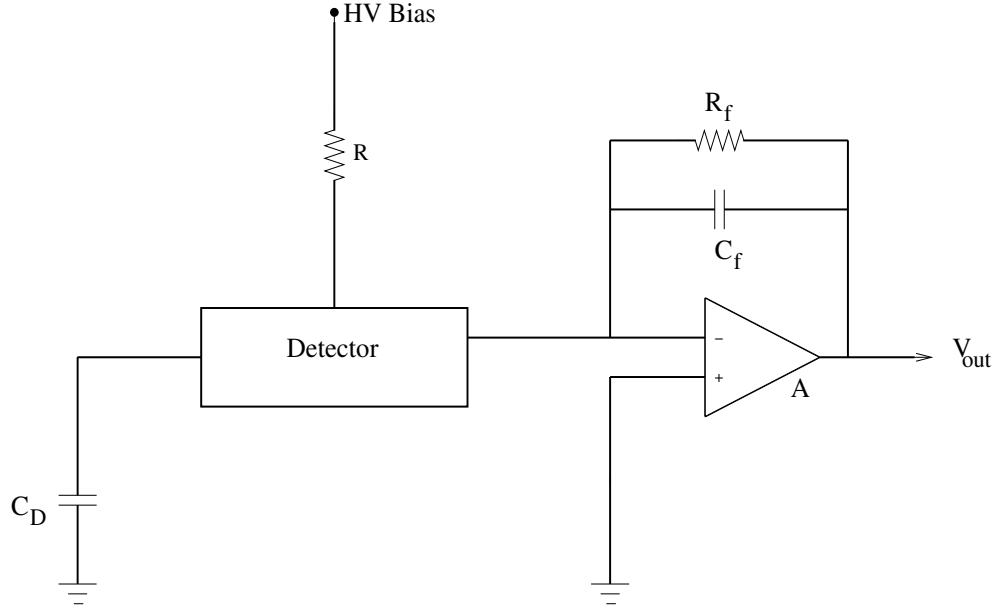 HV Bias
R
R_f
C_f
Detector
−
+
A
V_out
C_D